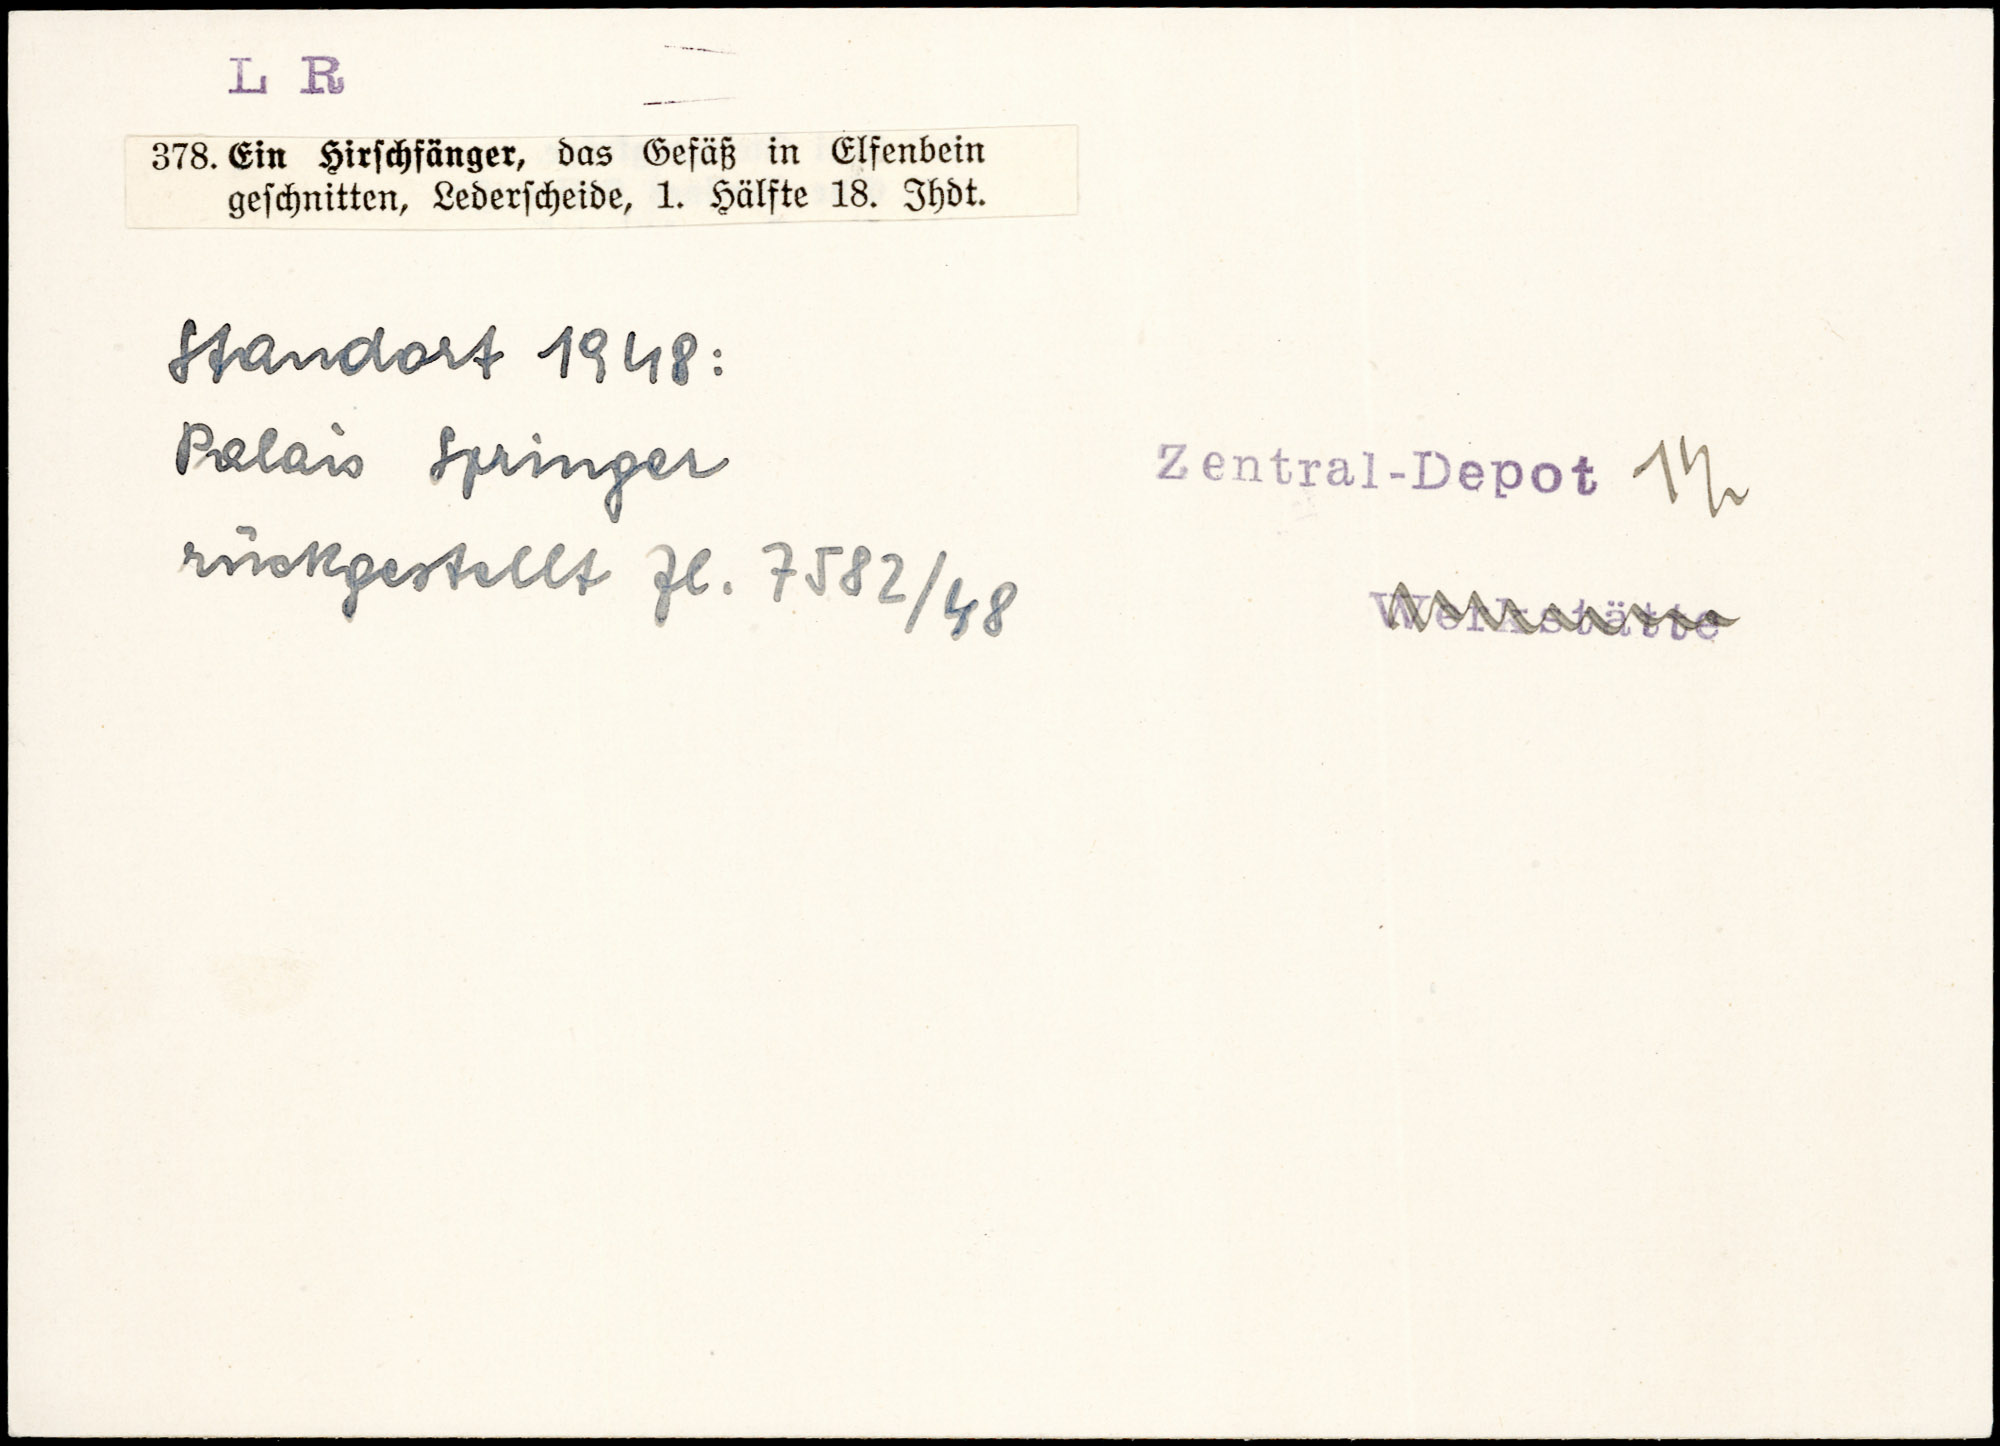 L R
378. Ein Hirschfänger, das Gefäß in Elfenbein
geschnitten, Lederscheide, 1. Hälfte 18. Jhdt.
Standort 1948:
Palais Springer
Zentral-Depot
rückgestellt Zl. 7582/48
Werkstätte